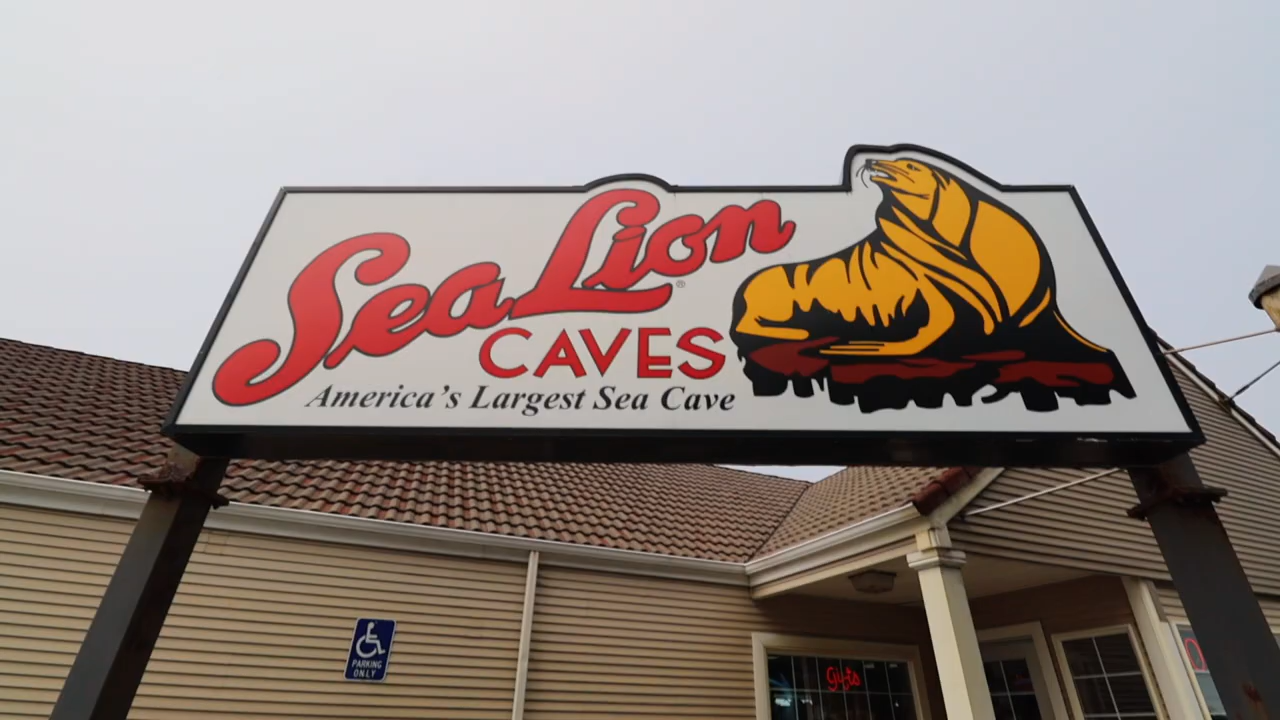 Sea Lion ®
CAVES
America's Largest Sea Cave
PARKING
ONLY
Gifts